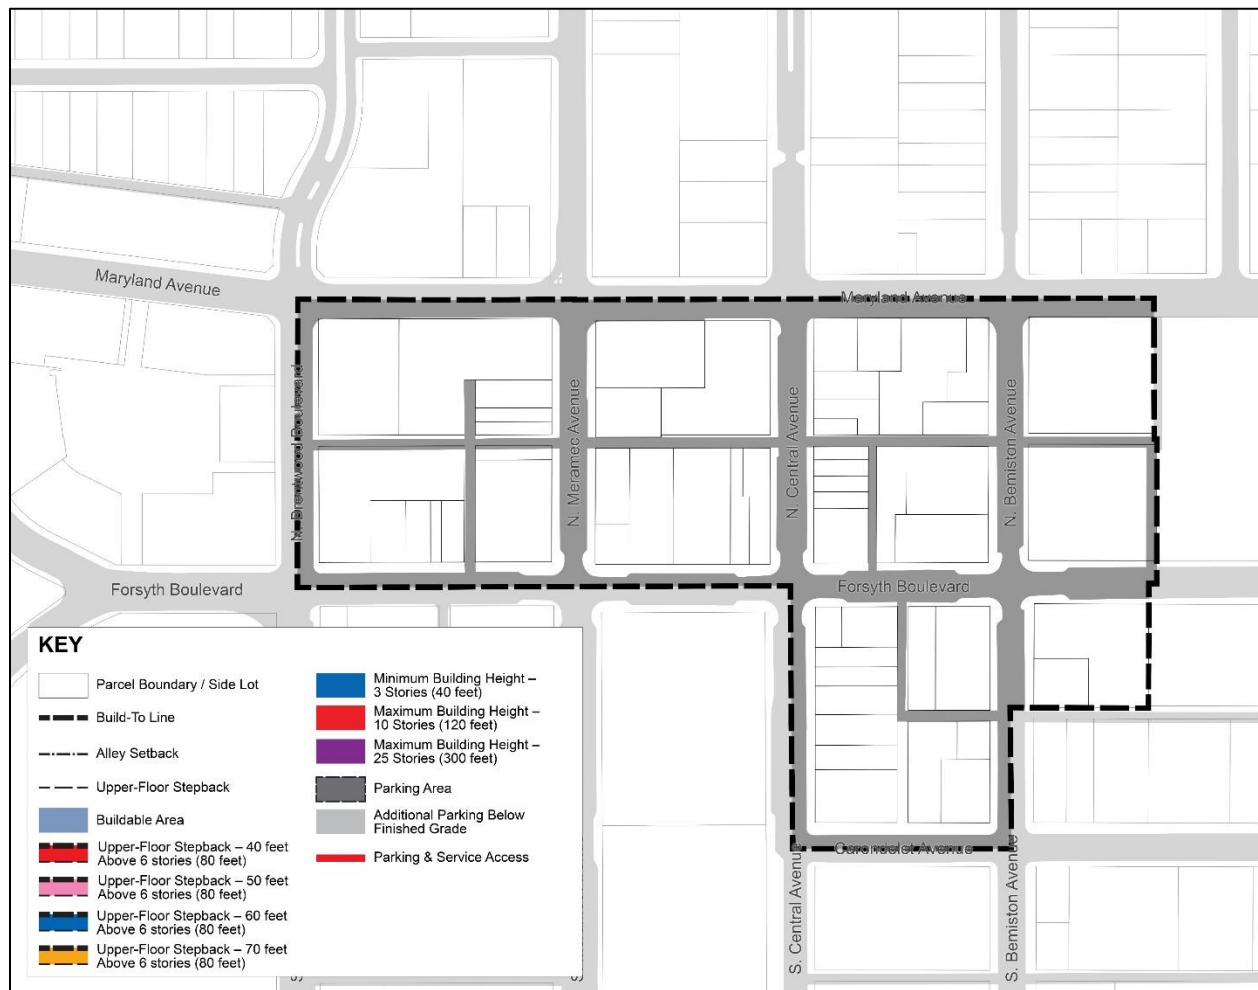 Maryland Avenue
Maryland Avenue
N. Brentwood Boulevard
N. Meramec Avenue
N. Central Avenue
N. Bemiston Avenue
Forsyth Boulevard
Forsyth Boulevard
Carondelet Avenue
S. Central Avenue
S. Bemiston Avenue
KEY
Parcel Boundary / Side Lot
Build-To Line
Alley Setback
Upper-Floor Stepback
Buildable Area
Upper-Floor Stepback – 40 feet
Above 6 stories (80 feet)
Upper-Floor Stepback – 50 feet
Above 6 stories (80 feet)
Upper-Floor Stepback – 60 feet
Above 6 stories (80 feet)
Upper-Floor Stepback – 70 feet
Above 6 stories (80 feet)
Minimum Building Height –
3 Stories (40 feet)
Maximum Building Height –
10 Stories (120 feet)
Maximum Building Height –
25 Stories (300 feet)
Parking Area
Additional Parking Below
Finished Grade
Parking & Service Access